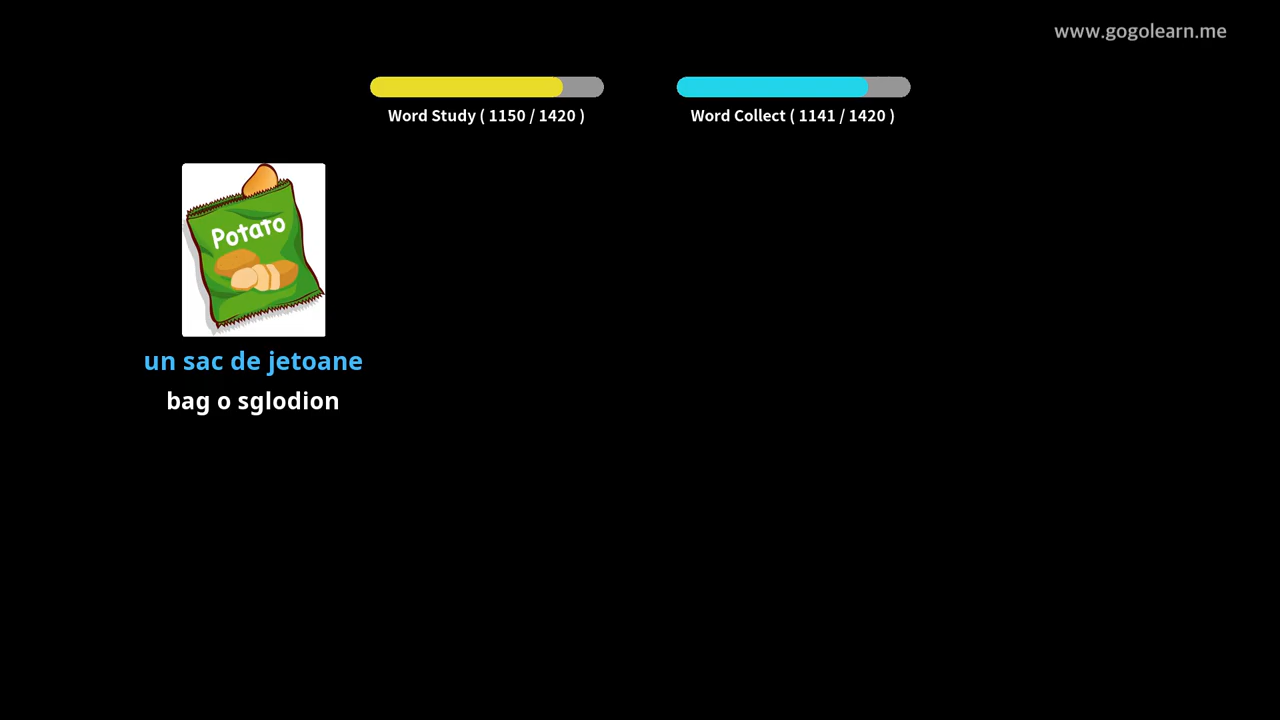 www.gogolearn.me
Word Study ( 1150 / 1420 )
Word Collect ( 1141 / 1420 )
Potato
un sac de jetoane
bag o sglodion